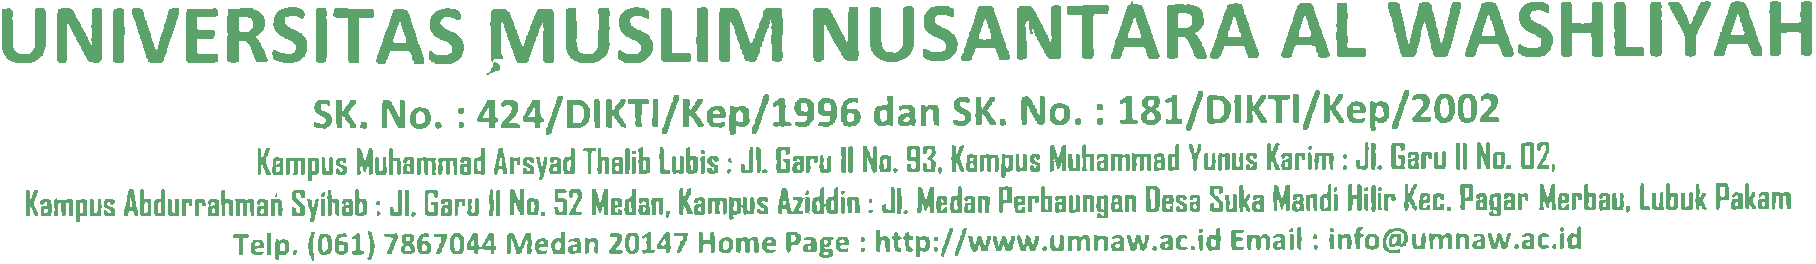 UNIVERSITAS MUSLIM NUSANTARA AL WASHLIYAH
SK. No. : 424/DIKTI/Kep/1996 dan SK. No. : 181/DIKTI/Kep/2002
Kampus Muhammad Arsyad Thalib Lubis : Jl. Garu II No. 93, Kampus Muhammad Yunus Karim : Jl. Garu II No. 02,
Kampus Abdurrahman Syihab : Jl. Garu II No. 52 Medan, Kampus Aziddin : Jl. Medan Perbaungan Desa Suka Mandi Hilir Kec. Pagar Merbau, Lubuk Pakam
Telp. (061) 7867044 Medan 20147 Home Page : http://www.umnaw.ac.id Email : info@umnaw.ac.id